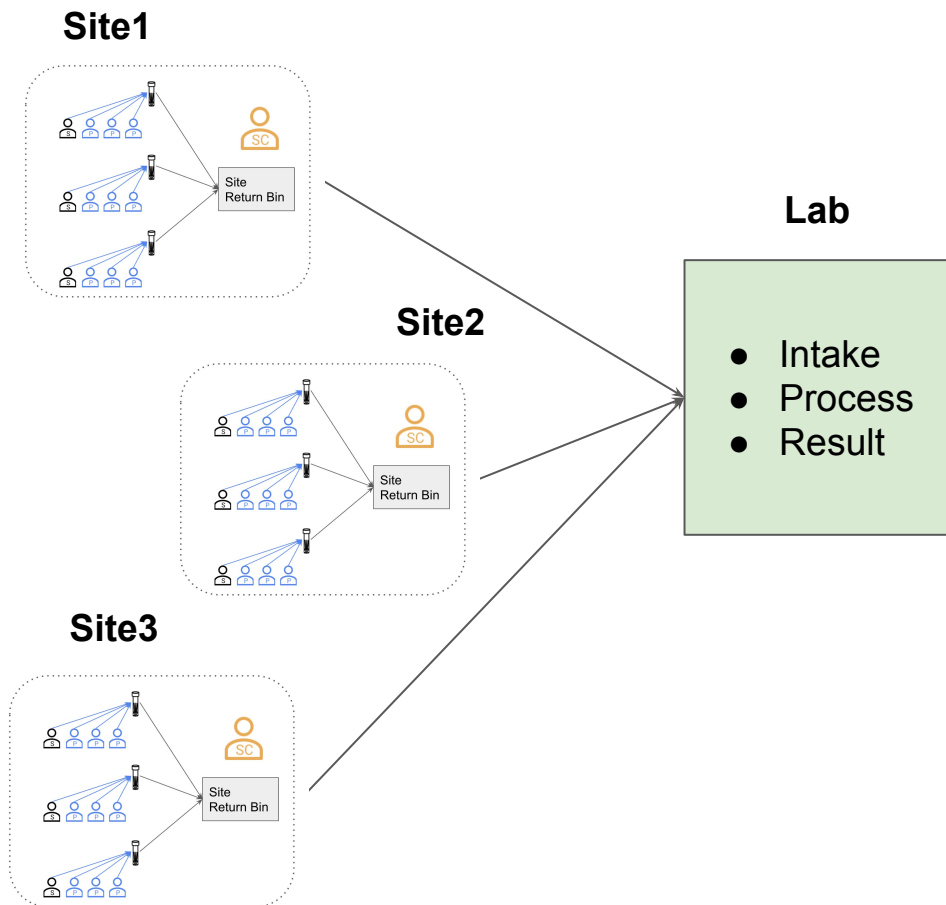 Site1
S P P P
SC
S P P P
Site
Return Bin
S P P P
Lab
Site2
● Intake
● Process
● Result
S P P P
SC
S P P P
Site
Return Bin
S P P P
Site3
S P P P
SC
S P P P
Site
Return Bin
S P P P